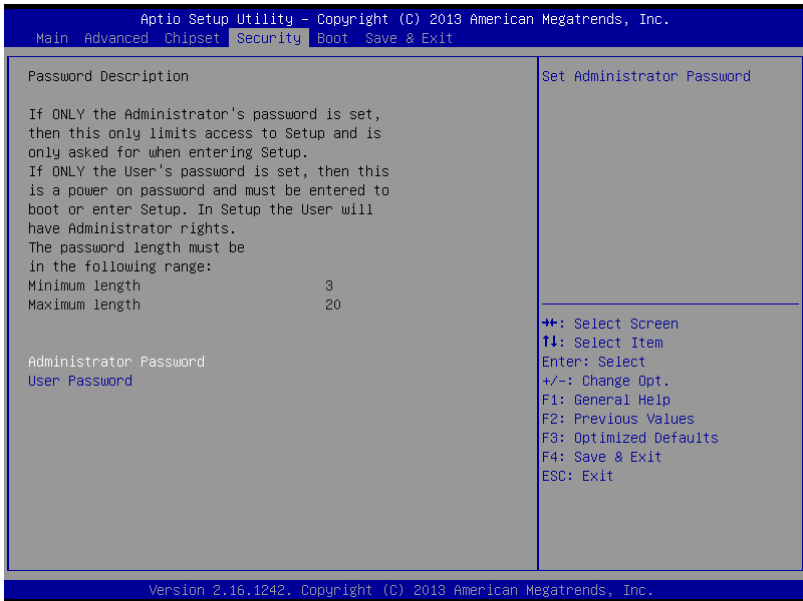 Aptio Setup Utility – Copyright (C) 2013 American Megatrends, Inc.
Main Advanced Chipset Security Boot Save & Exit
Password Description
If ONLY the Administrator's password is set,
then this only limits access to Setup and is
only asked for when entering Setup.
If ONLY the User's password is set, then this
is a power on password and must be entered to
boot or enter Setup. In Setup the User will
have Administrator rights.
The password length must be
in the following range:
Minimum length 3
Maximum length 20
Administrator Password
User Password
Set Administrator Password
→←: Select Screen
↑↓: Select Item
Enter: Select
+/-: Change Opt.
F1: General Help
F2: Previous Values
F3: Optimized Defaults
F4: Save & Exit
ESC: Exit
Version 2.16.1242. Copyright (C) 2013 American Megatrends, Inc.